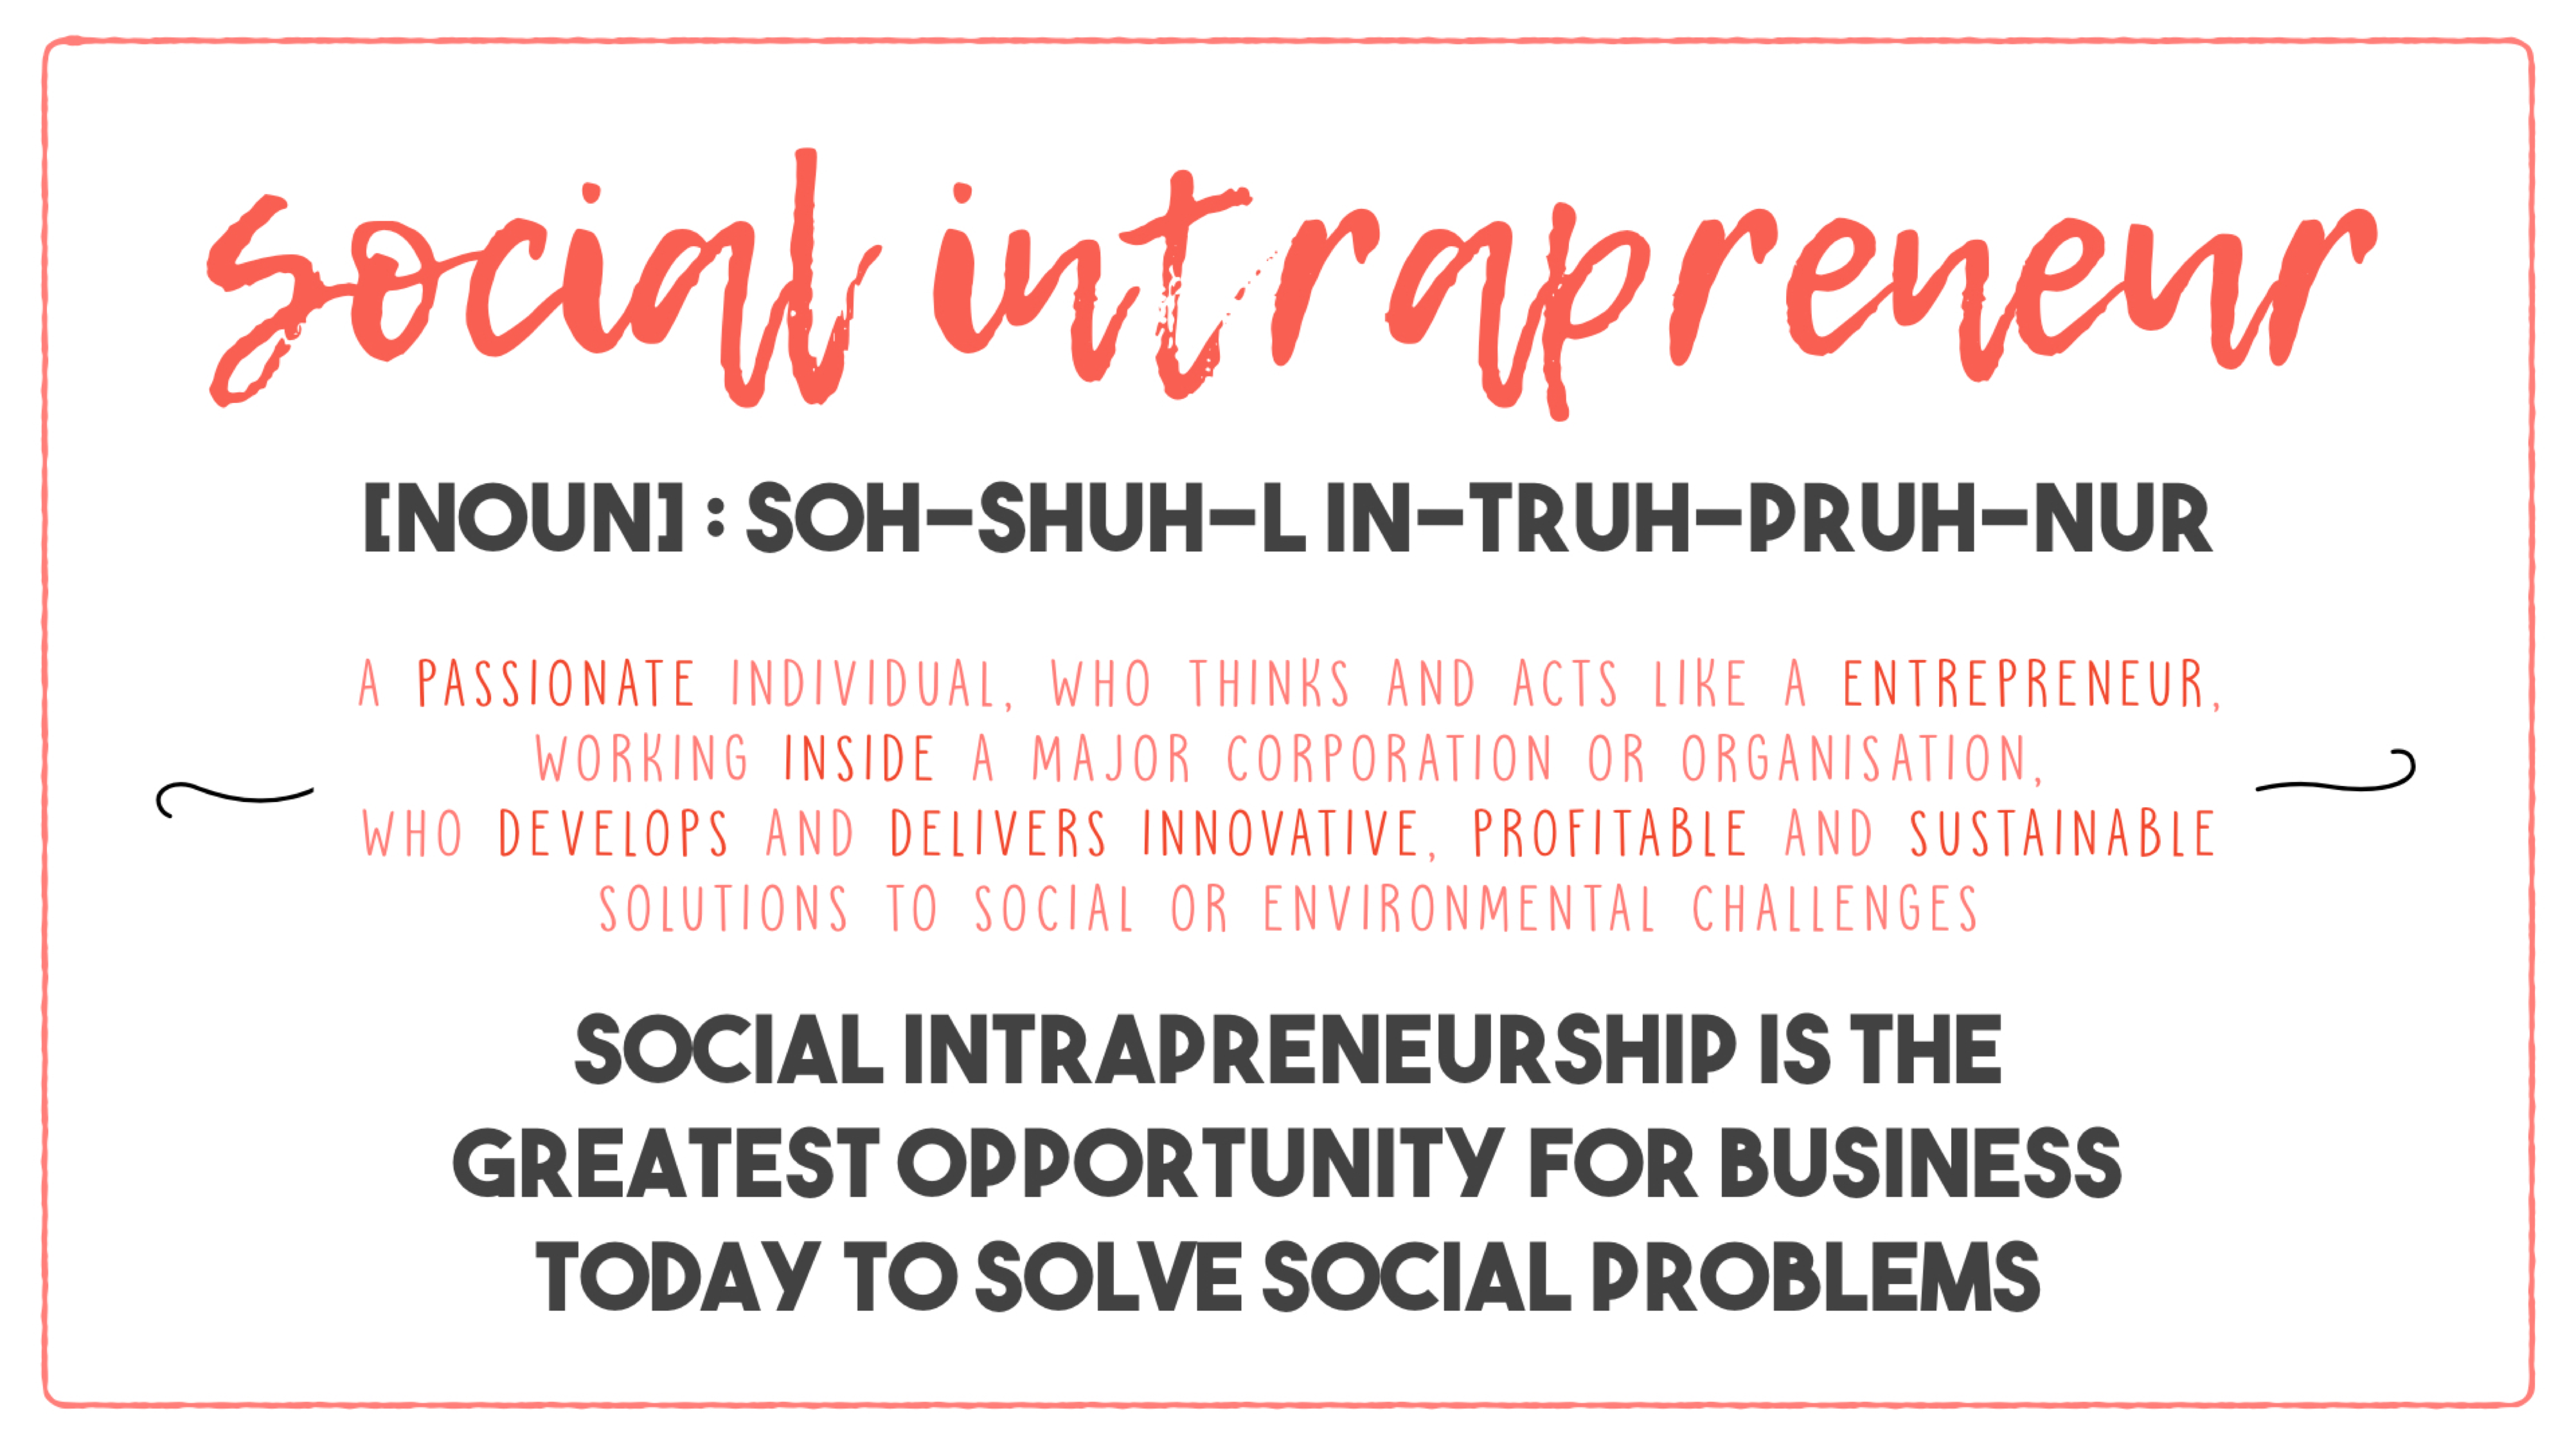 social intrapreneur
[NOUN] : SOH-SHUH-L IN-TRUH-PRUH-NUR
A PASSIONATE INDIVIDUAL, WHO THINKS AND ACTS LIKE A ENTREPRENEUR,
WORKING INSIDE A MAJOR CORPORATION OR ORGANISATION,
WHO DEVELOPS AND DELIVERS INNOVATIVE, PROFITABLE AND SUSTAINABLE
SOLUTIONS TO SOCIAL OR ENVIRONMENTAL CHALLENGES
SOCIAL INTRAPRENEURSHIP IS THE
GREATEST OPPORTUNITY FOR BUSINESS
TODAY TO SOLVE SOCIAL PROBLEMS